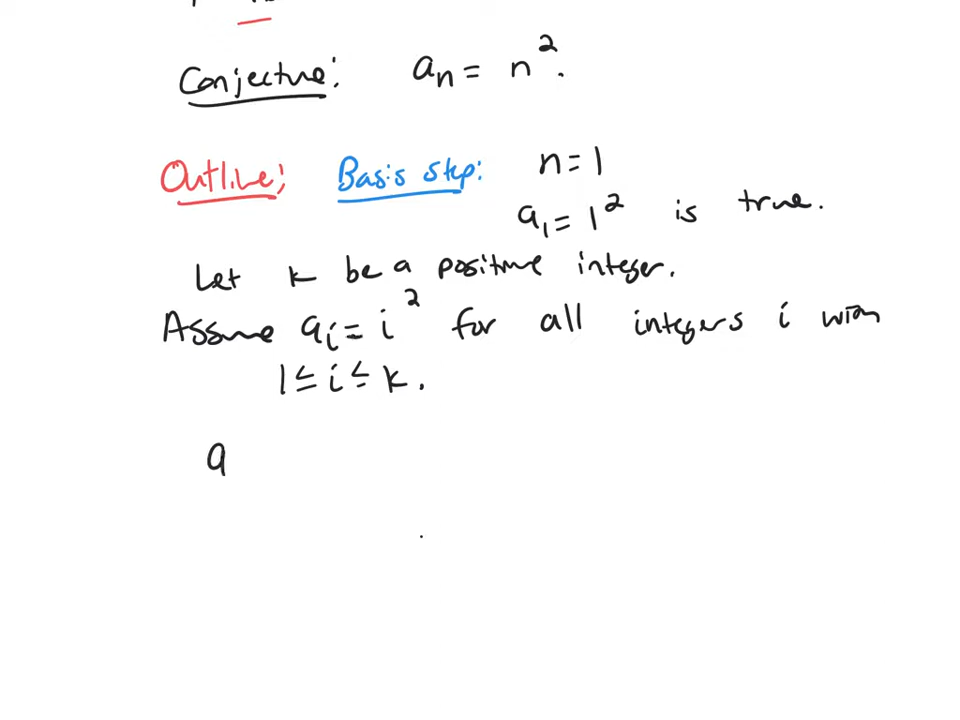 Conjecture: aₙ = n².
Outline: Basis step: n = 1
a₁ = 1² is true.
Let k be a positive integer.
Assume aᵢ = i² for all integers i with
1 ≤ i ≤ k.
a